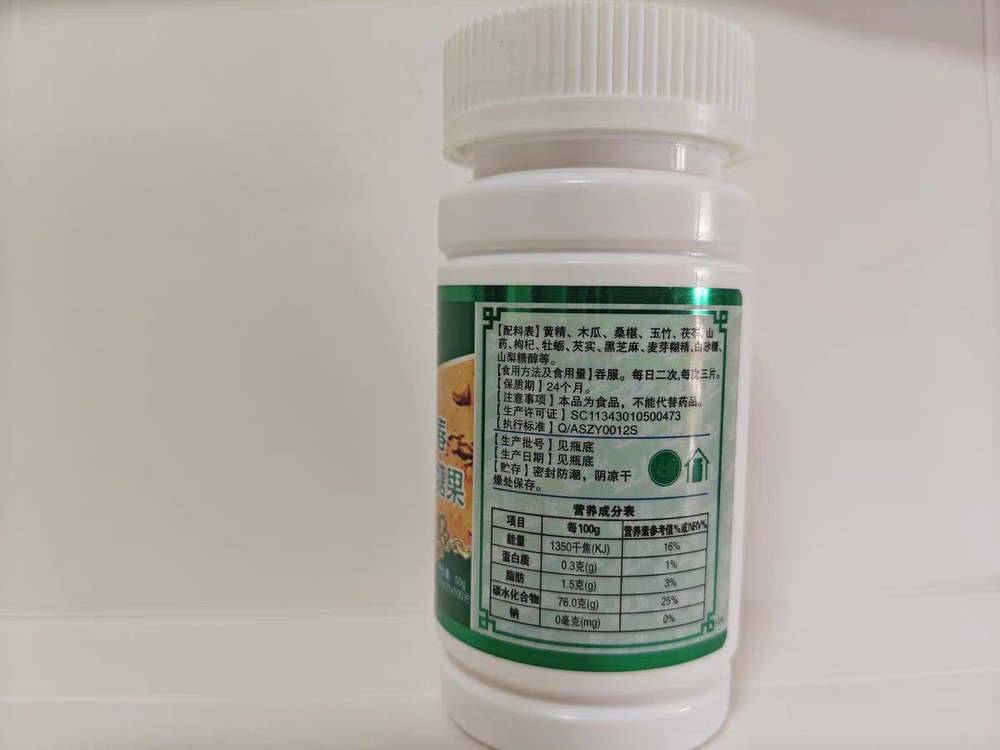 【配料表】黄精、木瓜、桑椹、玉竹、茯苓、山
药、枸杞、牡蛎、芡实、黑芝麻、麦芽糊精、白砂糖、
山梨糖醇等。
【食用方法及食用量】吞服。每日二次,每次三片。
【保质期】24个月。
【注意事项】本品为食品，不能代替药品。
【生产许可证】SC11343010500473
【执行标准】Q/ASZY0012S
【生产批号】见瓶底
【生产日期】见瓶底
【贮存】密封防潮，阴凉干
燥处保存。
营养成分表
项目 每100g 营养素参考值%或NRV%
能量 1350千焦(KJ) 16%
蛋白质 0.3克(g) 1%
脂肪 1.5克(g) 3%
碳水化合物 76.0克(g) 25%
钠 0毫克(mg) 0%
糖果
50g